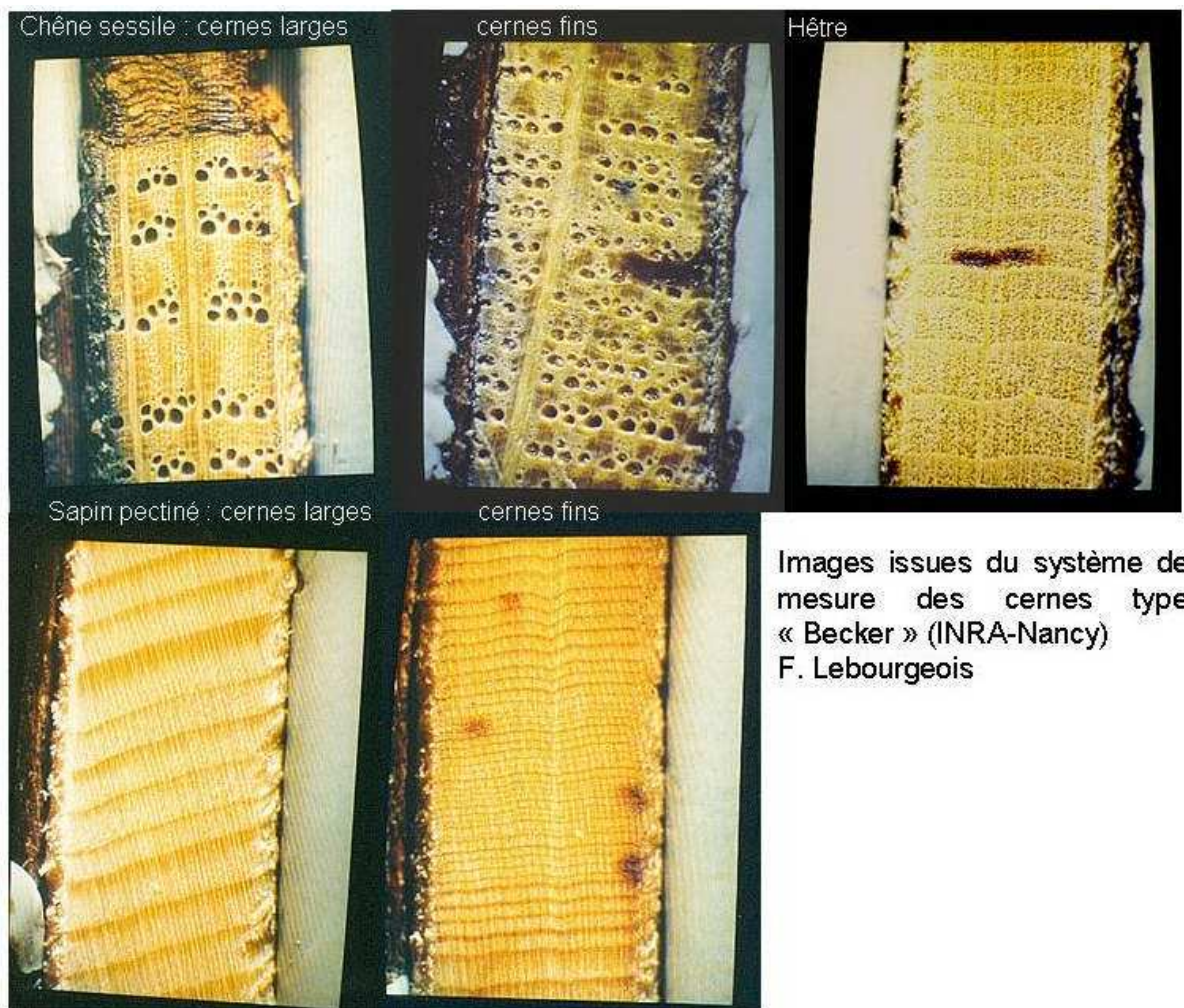 Chêne sessile : cernes larges
cernes fins
Hêtre
Sapin pectiné : cernes larges
cernes fins
Images issues du système de
mesure des cernes type
« Becker » (INRA-Nancy)
F. Lebourgeois